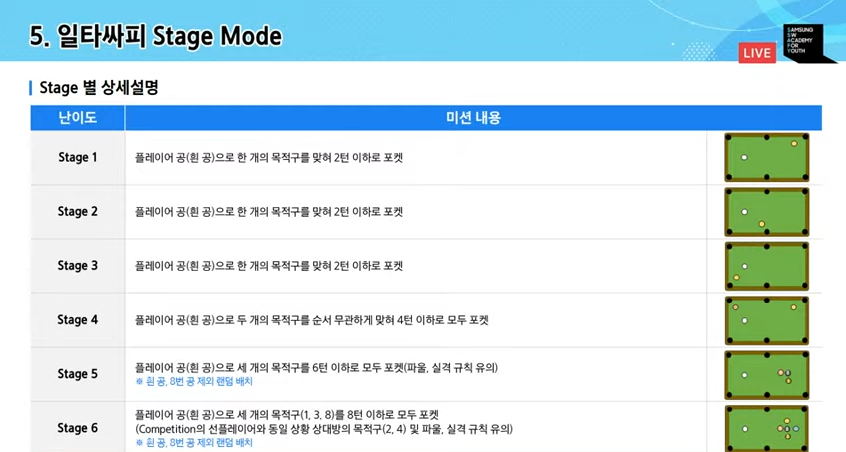 5. 일타싸피 Stage Mode
LIVE
SAMSUNG
SW
ACADEMY
FOR
YOUTH
Stage 별 상세설명
난이도 미션 내용
Stage 1 플레이어 공(흰 공)으로 한 개의 목적구를 맞혀 2턴 이하로 포켓
Stage 2 플레이어 공(흰 공)으로 한 개의 목적구를 맞혀 2턴 이하로 포켓
Stage 3 플레이어 공(흰 공)으로 한 개의 목적구를 맞혀 2턴 이하로 포켓
Stage 4 플레이어 공(흰 공)으로 두 개의 목적구를 순서 무관하게 맞혀 4턴 이하로 모두 포켓
Stage 5 플레이어 공(흰 공)으로 세 개의 목적구를 6턴 이하로 모두 포켓(파울, 실격 규칙 유의)
※ 흰 공, 8번 공 제외 랜덤 배치
Stage 6 플레이어 공(흰 공)으로 세 개의 목적구(1, 3, 8)를 8턴 이하로 모두 포켓
(Competition의 선플레이어와 동일 상황 상대방의 목적구(2, 4) 및 파울, 실격 규칙 유의)
※ 흰 공, 8번 공 제외 랜덤 배치